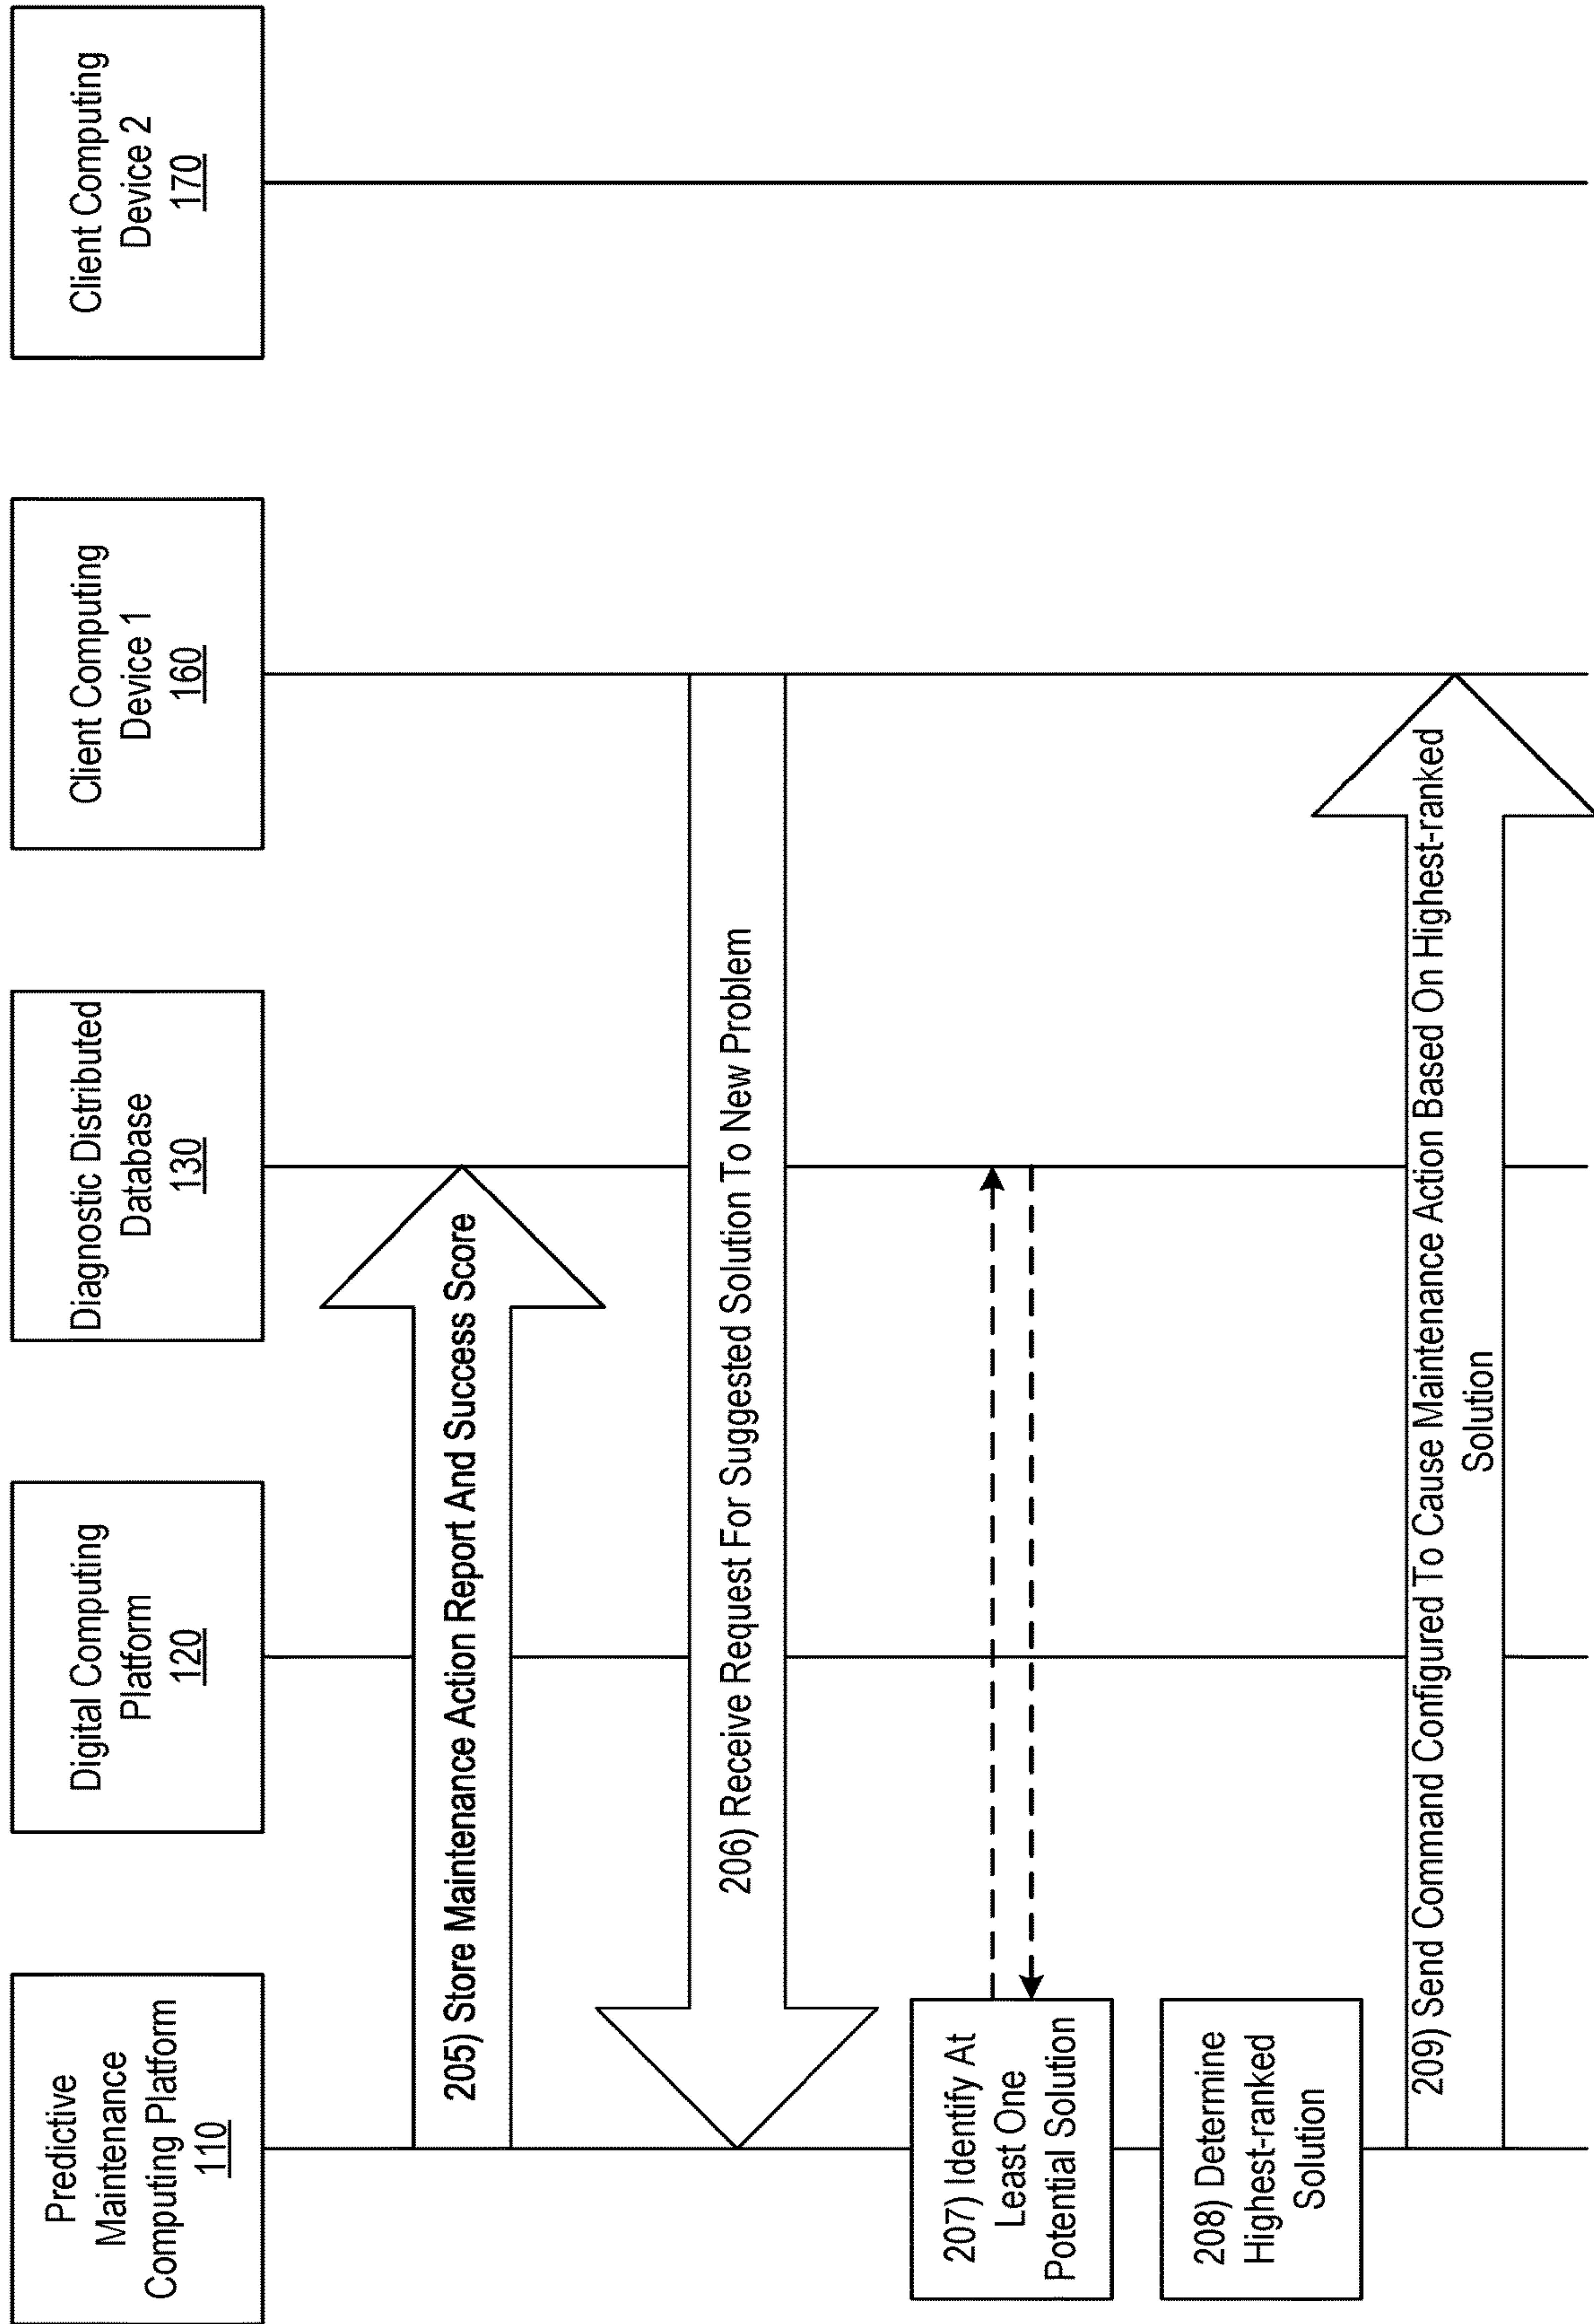 Predictive
Maintenance
Computing Platform
110
Digital Computing
Platform
120
Diagnostic Distributed
Database
130
Client Computing
Device 1
160
Client Computing
Device 2
170
205) Store Maintenance Action Report And Success Score
206) Receive Request For Suggested Solution To New Problem
207) Identify At
Least One
Potential Solution
208) Determine
Highest-ranked
Solution
209) Send Command Configured To Cause Maintenance Action Based On Highest-ranked
Solution